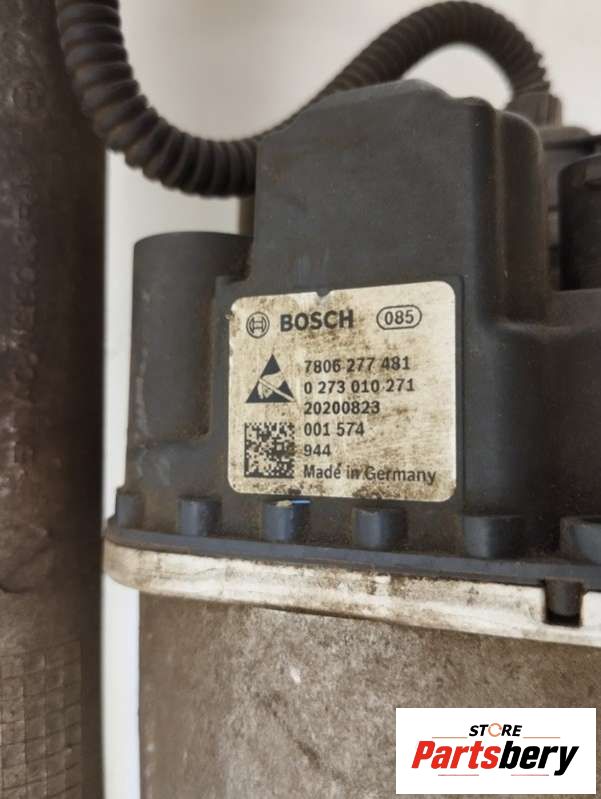 BOSCH 085
7806 277 481
0 273 010 271
20200823
001 574
944
Made in Germany
STORE
Partsbery